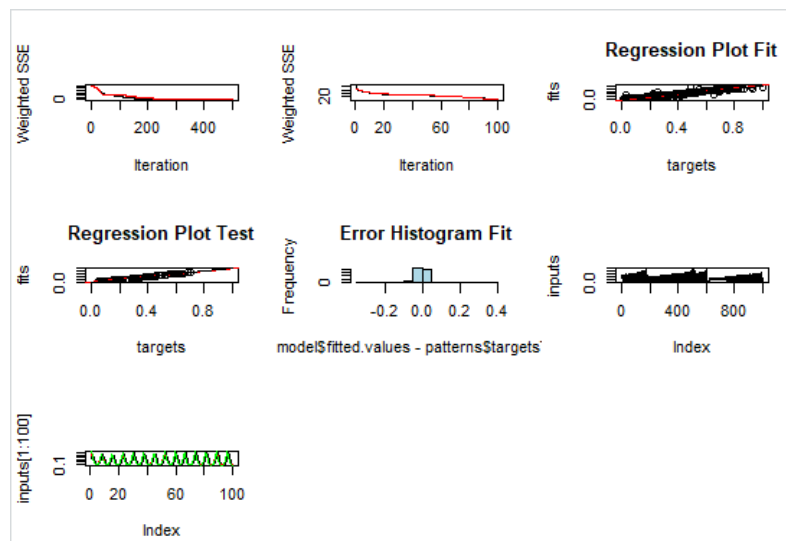 Weighted SSE
0
0 200 400
Iteration
Weighted SSE
20
0 20 60 100
Iteration
Regression Plot Fit
fits
0.0
0.0 0.4 0.8
targets
Regression Plot Test
fits
0.0
0.0 0.4 0.8
targets
Error Histogram Fit
Frequency
0
-0.2 0.0 0.2 0.4
model$fitted.values - patterns$targets
inputs
0.0
0 400 800
Index
inputs[1:100]
0.1
0 20 60 100
Index